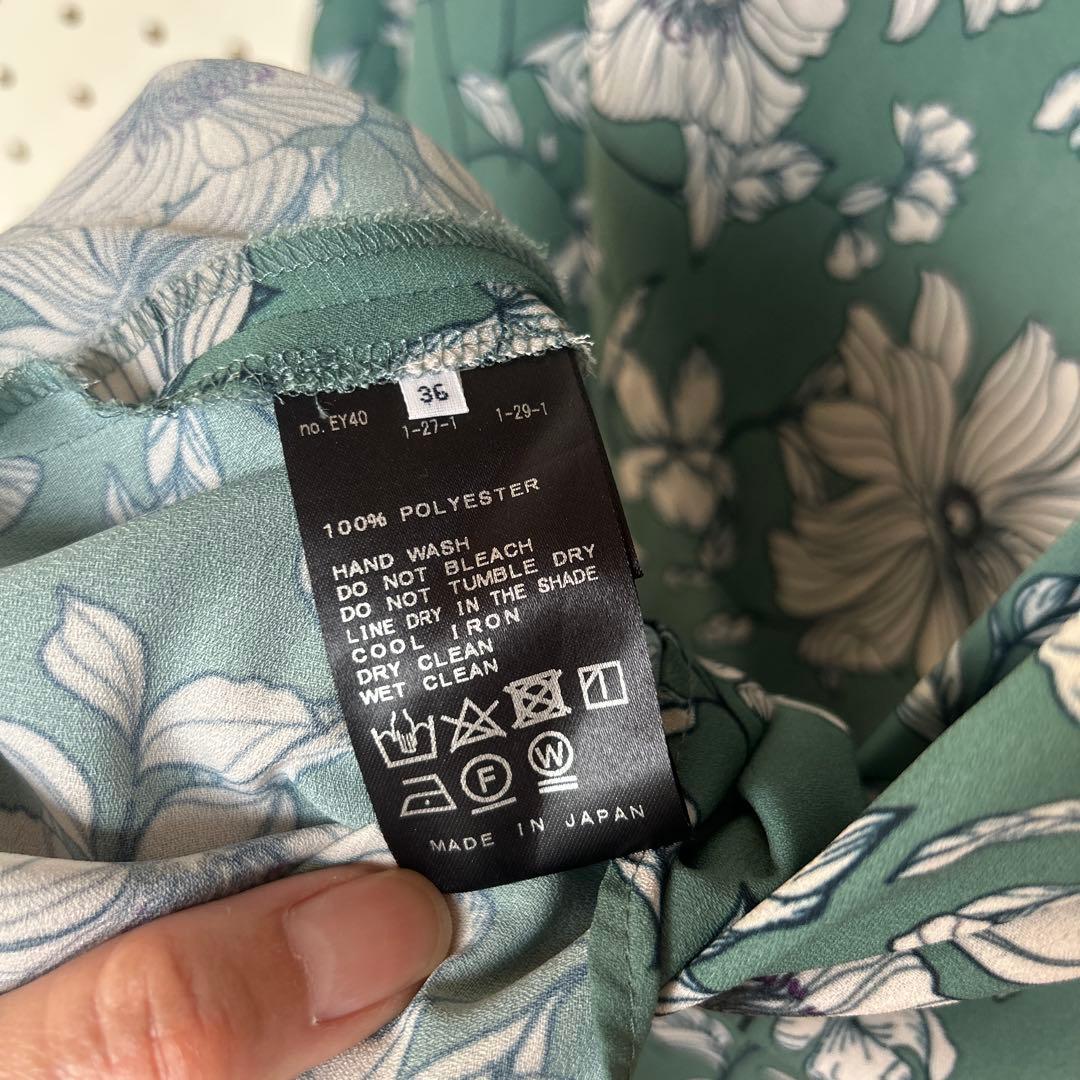 36
no. EY40 1-27-1 1-29-1
100% POLYESTER
HAND WASH
DO NOT BLEACH
DO NOT TUMBLE DRY
LINE DRY IN THE SHADE
COOL IRON
DRY CLEAN
WET CLEAN
F W
MADE IN JAPAN